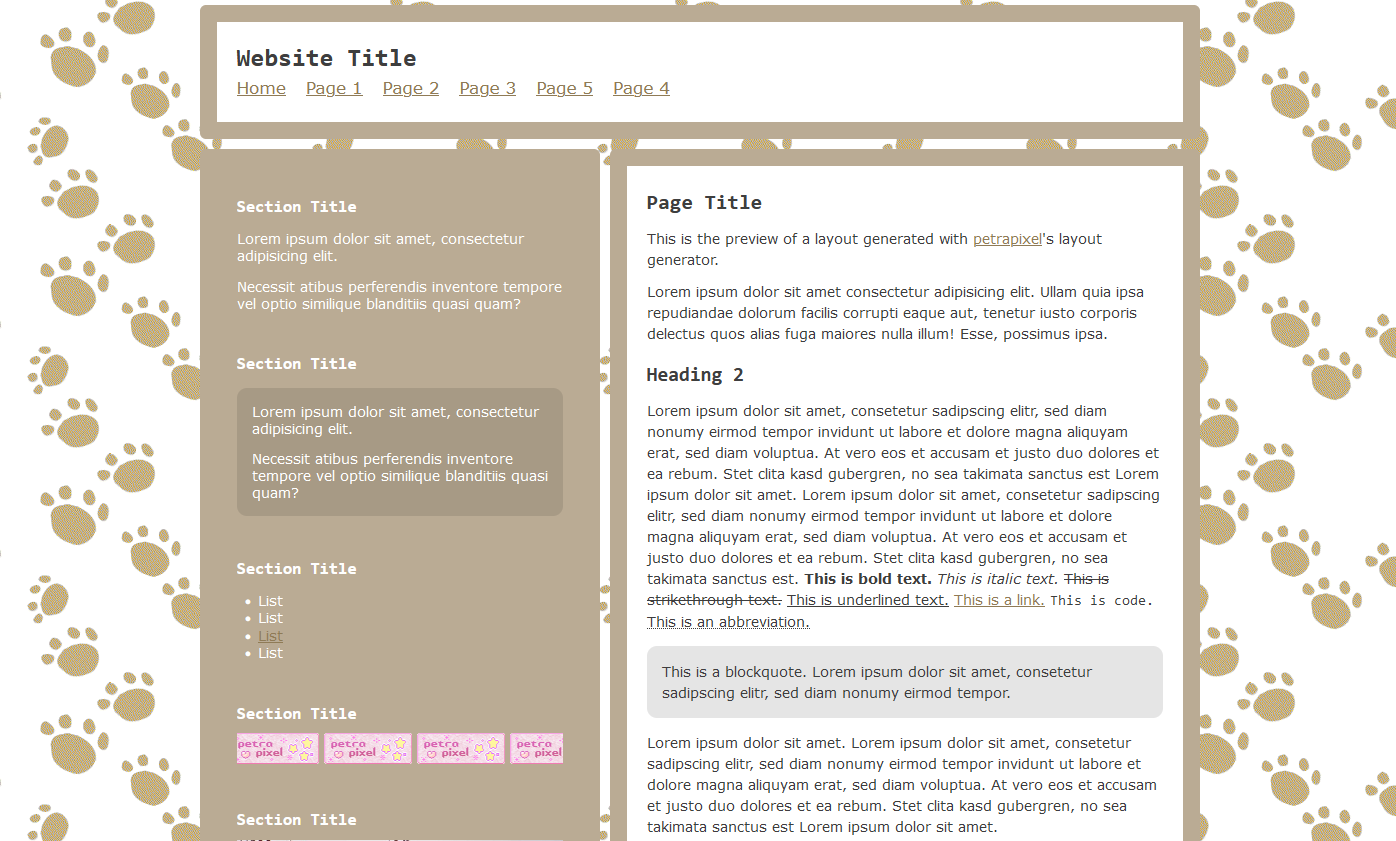 Website Title
Home Page 1 Page 2 Page 3 Page 5 Page 4
Section Title
Lorem ipsum dolor sit amet, consectetur
adipisicing elit.
Necessit atibus perferendis inventore tempore
vel optio similique blanditiis quasi quam?
Section Title
Lorem ipsum dolor sit amet, consectetur
adipisicing elit.
Necessit atibus perferendis inventore
tempore vel optio similique blanditiis quasi
quam?
Section Title
List
List
List
List
Section Title
petra pixel petra pixel petra pixel petra pixel
Section Title
Page Title
This is the preview of a layout generated with petrapixel's layout
generator.
Lorem ipsum dolor sit amet consectetur adipisicing elit. Ullam quia ipsa
repudiandae dolorum facilis corrupti eaque aut, tenetur iusto corporis
delectus quos alias fuga maiores nulla illum! Esse, possimus ipsa.
Heading 2
Lorem ipsum dolor sit amet, consetetur sadipscing elitr, sed diam
nonumy eirmod tempor invidunt ut labore et dolore magna aliquyam
erat, sed diam voluptua. At vero eos et accusam et justo duo dolores et
ea rebum. Stet clita kasd gubergren, no sea takimata sanctus est Lorem
ipsum dolor sit amet. Lorem ipsum dolor sit amet, consetetur sadipscing
elitr, sed diam nonumy eirmod tempor invidunt ut labore et dolore
magna aliquyam erat, sed diam voluptua. At vero eos et accusam et
justo duo dolores et ea rebum. Stet clita kasd gubergren, no sea
takimata sanctus est. This is bold text. This is italic text. This is
strikethrough text. This is underlined text. This is a link. This is code.
This is an abbreviation.
This is a blockquote. Lorem ipsum dolor sit amet, consetetur
sadipscing elitr, sed diam nonumy eirmod tempor.
Lorem ipsum dolor sit amet. Lorem ipsum dolor sit amet, consetetur
sadipscing elitr, sed diam nonumy eirmod tempor invidunt ut labore et
dolore magna aliquyam erat, sed diam voluptua. At vero eos et accusam
et justo duo dolores et ea rebum. Stet clita kasd gubergren, no sea
takimata sanctus est Lorem ipsum dolor sit amet.